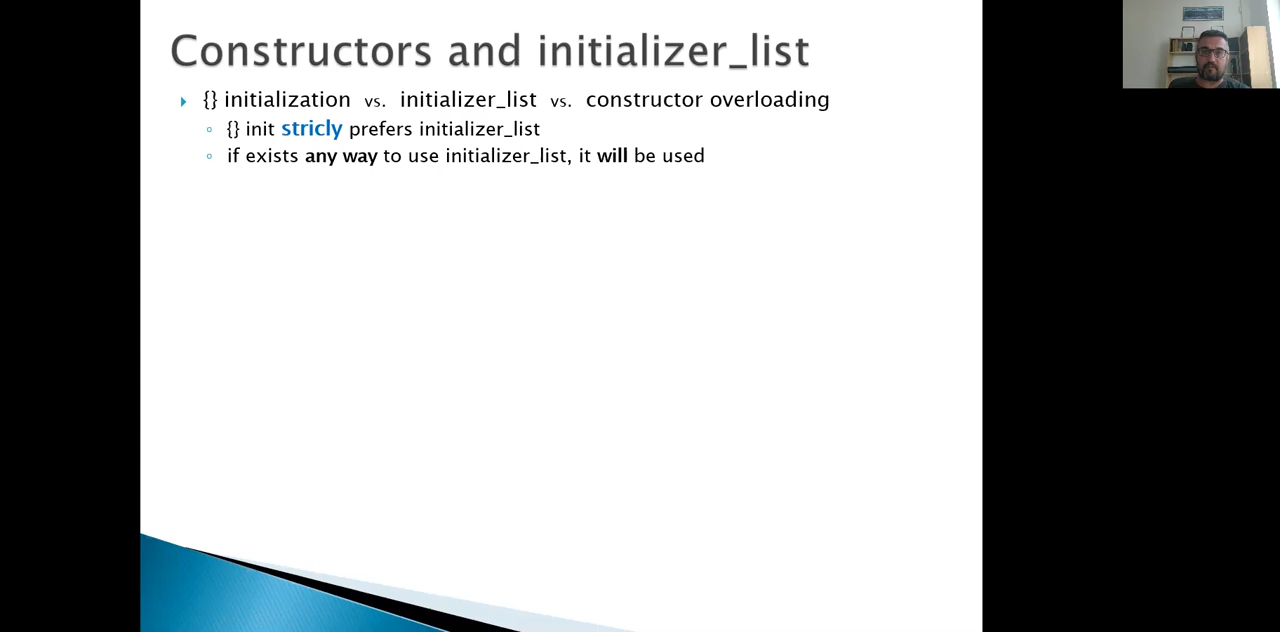 Constructors and initializer_list
{} initialization vs. initializer_list vs. constructor overloading
{} init stricly prefers initializer_list
if exists any way to use initializer_list, it will be used